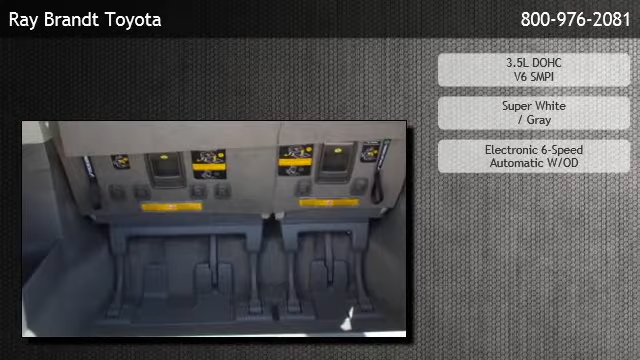 Ray Brandt Toyota
800-976-2081
3.5L DOHC
V6 SMPI
Super White
/ Gray
Electronic 6-Speed
Automatic W/OD